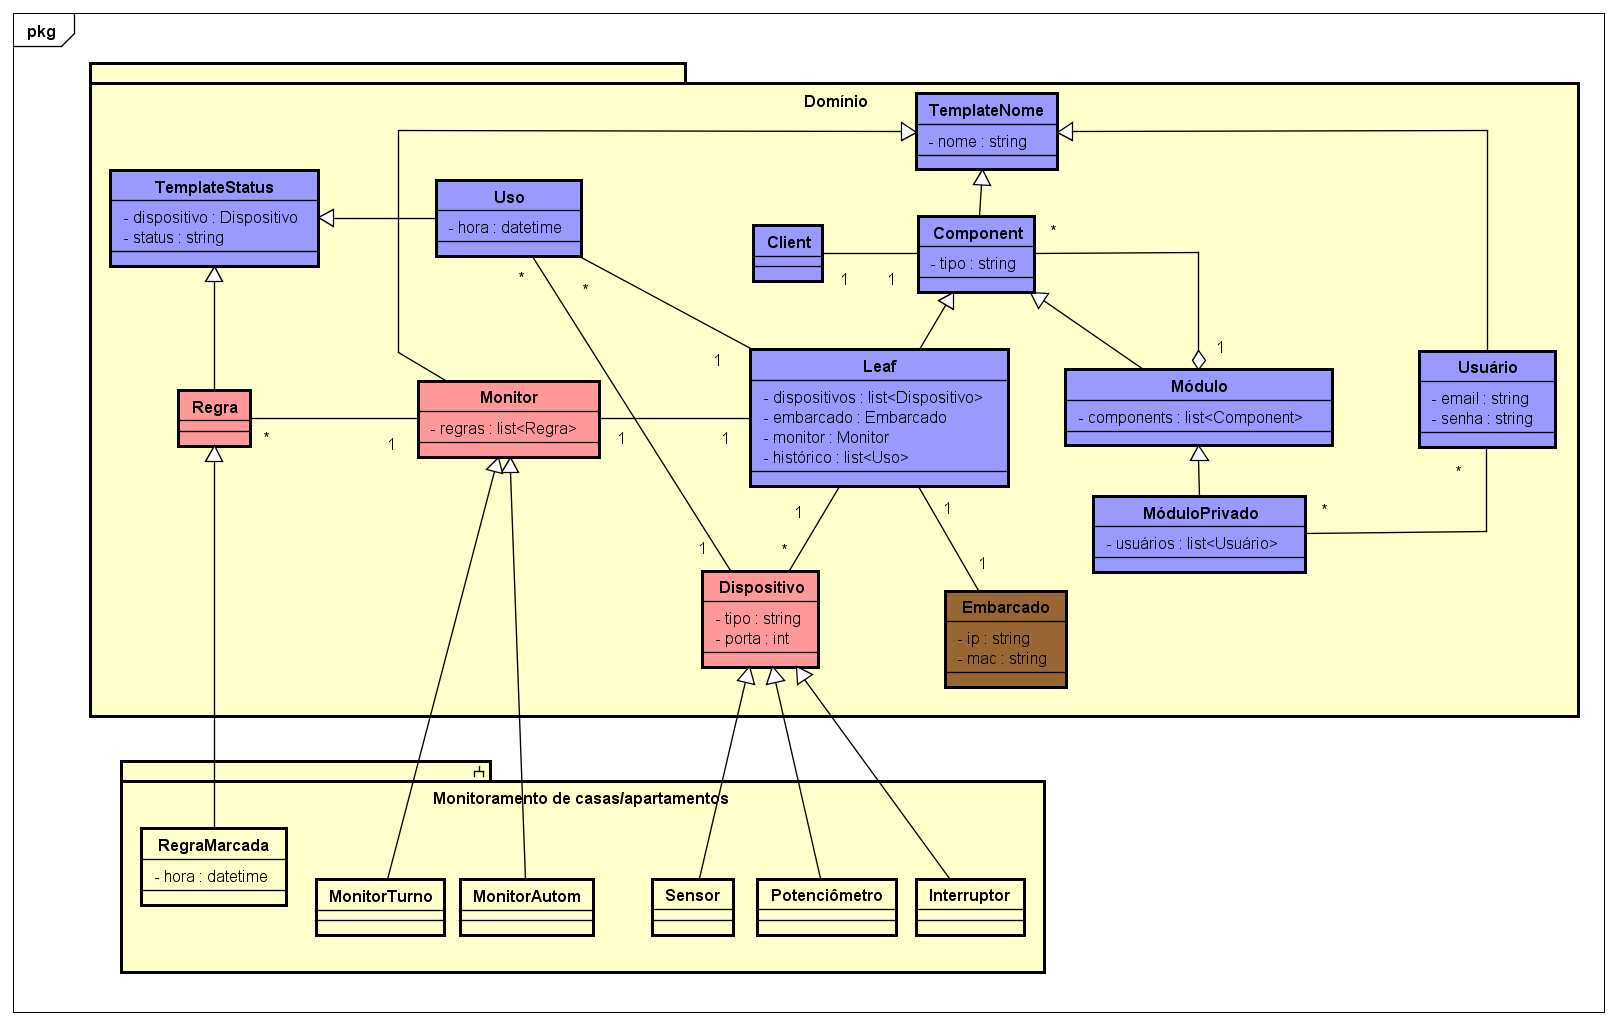 pkg
Domínio
TemplateNome
- nome : string
TemplateStatus
- dispositivo : Dispositivo
- status : string
Uso
- hora : datetime
*
*
Client
1
1
Component
- tipo : string
*
1
Leaf
- dispositivos : list<Dispositivo>
- embarcado : Embarcado
- monitor : Monitor
- histórico : list<Uso>
1
Módulo
- components : list<Component>
Usuário
- email : string
- senha : string
*
Regra
*
1
Monitor
- regras : list<Regra>
1
1
MóduloPrivado
- usuários : list<Usuário>
*
1
*
1
1
1
Dispositivo
- tipo : string
- porta : int
Embarcado
- ip : string
- mac : string
Monitoramento de casas/apartamentos
RegraMarcada
- hora : datetime
MonitorTurno
MonitorAutom
Sensor
Potenciômetro
Interruptor